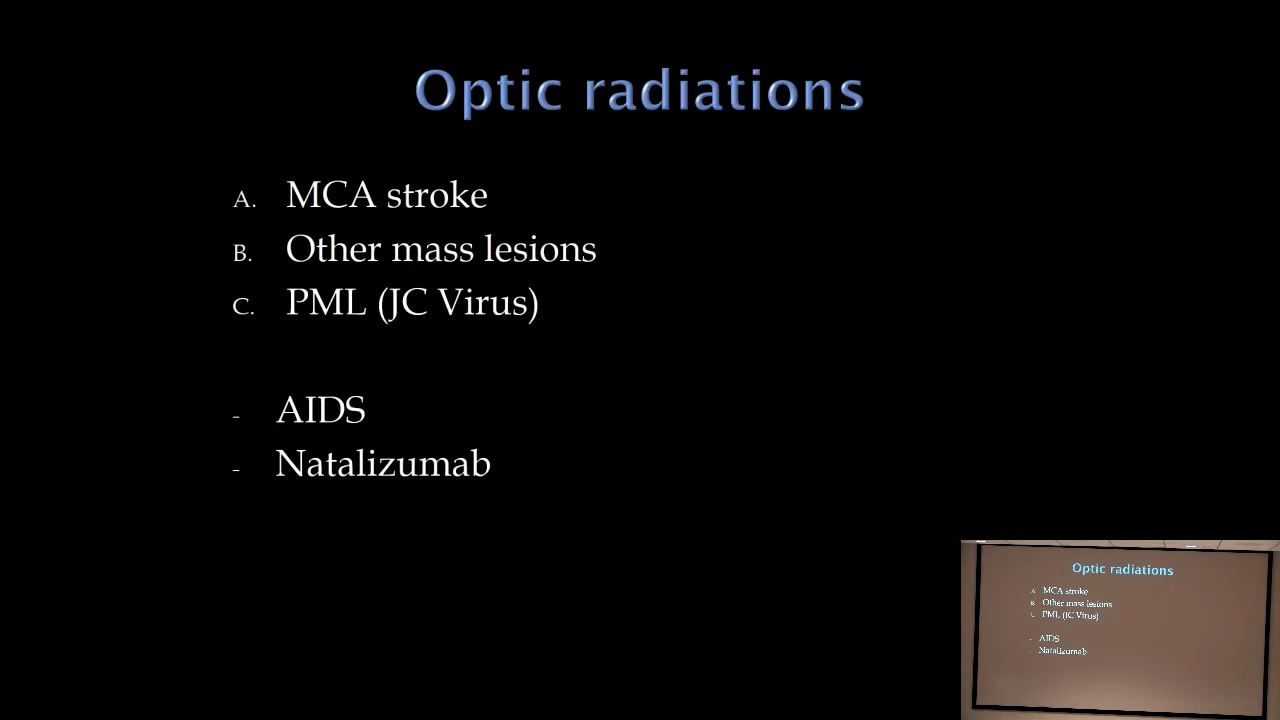 Optic radiations
A. MCA stroke
B. Other mass lesions
C. PML (JC Virus)
- AIDS
- Natalizumab
Optic radiations
A. MCA stroke
B. Other mass lesions
C. PML (JC Virus)
- AIDS
- Natalizumab